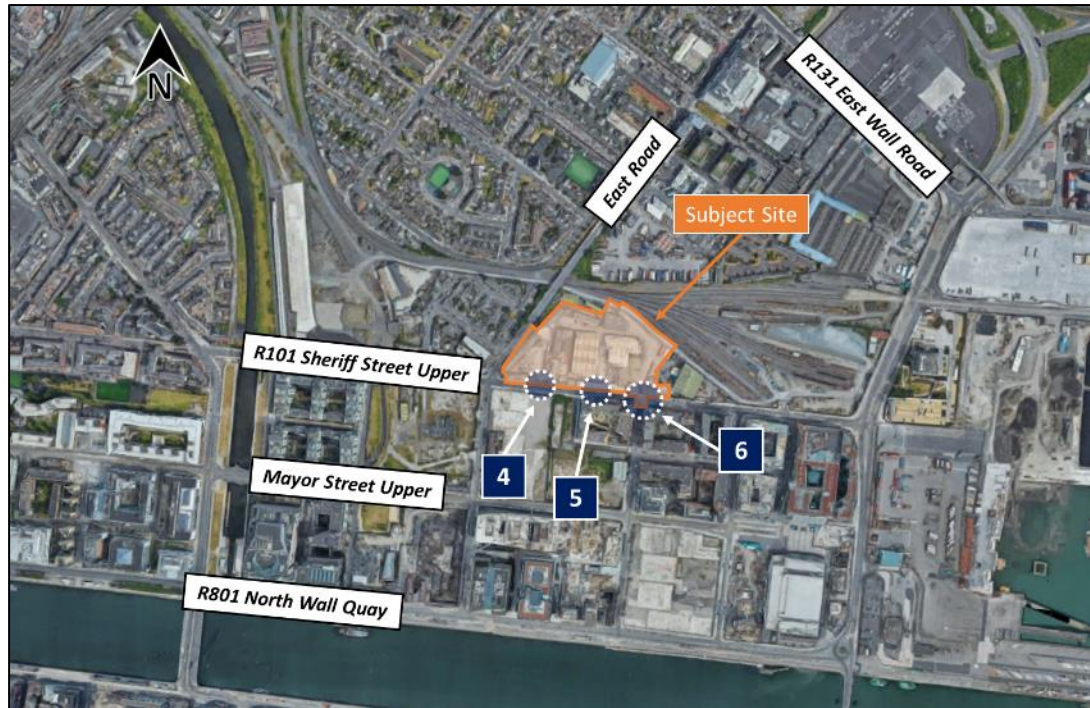 N
R131 East Wall Road
East Road
Subject Site
R101 Sheriff Street Upper
4
5
6
Mayor Street Upper
R801 North Wall Quay